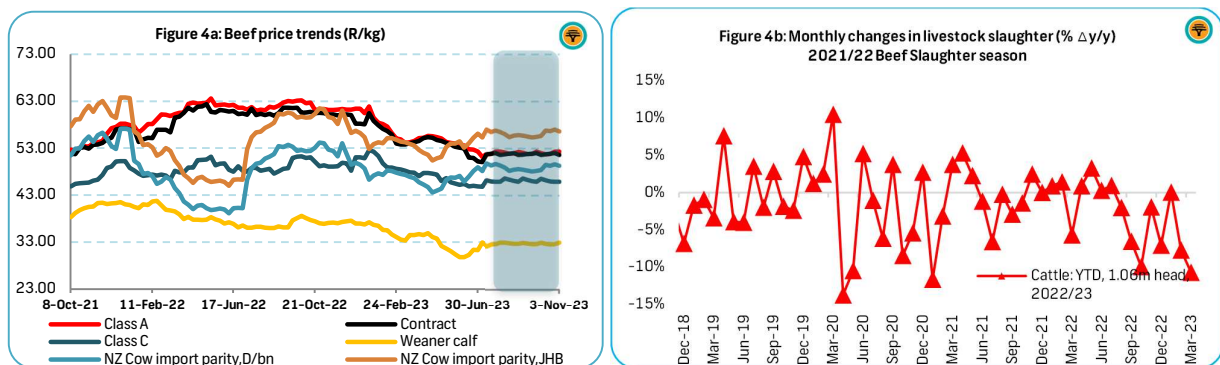 Figure 4a: Beef price trends (R/kg)
73.00
63.00
53.00
43.00
33.00
23.00
8-Oct-21 11-Feb-22 17-Jun-22 21-Oct-22 24-Feb-23 30-Jun-23 3-Nov-23
Class A Contract
Class C Weaner calf
NZ Cow import parity,D/bn NZ Cow import parity,JHB
Figure 4b: Monthly changes in livestock slaughter (% Δy/y)
2021/22 Beef Slaughter season
15%
10%
5%
0%
-5%
-10%
-15%
Cattle: YTD, 1.06m head,
2022/23
Dec-18
Mar-19
Jun-19
Sep-19
Dec-19
Mar-20
Jun-20
Sep-20
Dec-20
Mar-21
Jun-21
Sep-21
Dec-21
Mar-22
Jun-22
Sep-22
Dec-22
Mar-23